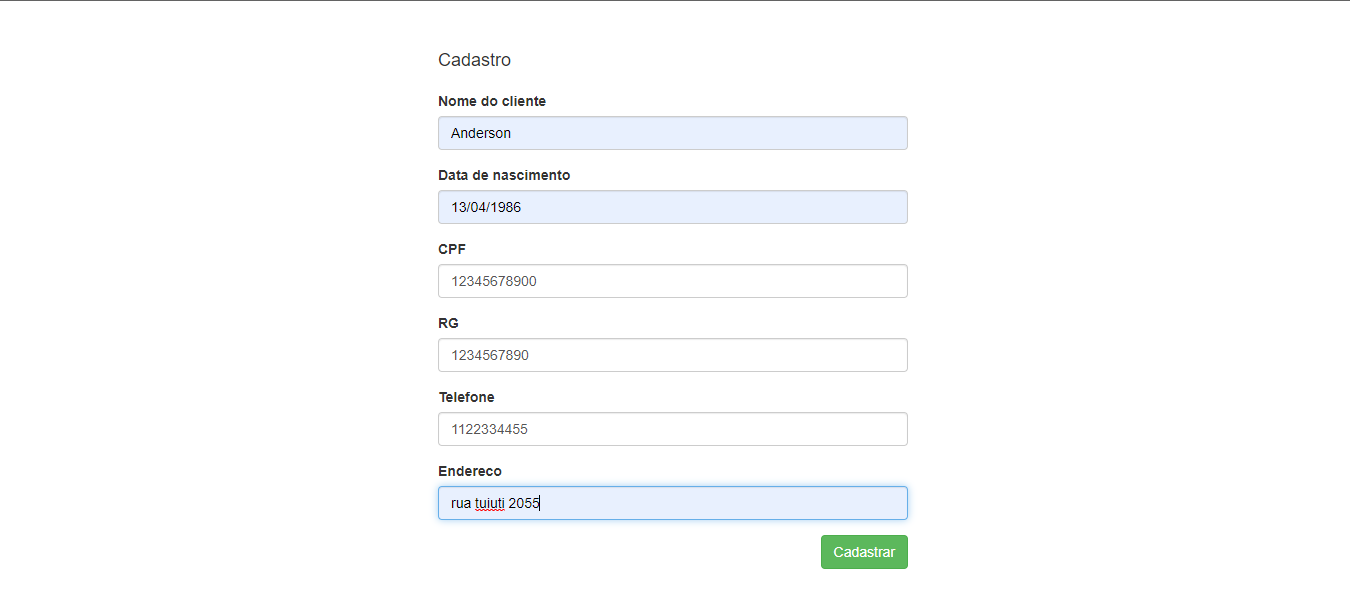 Cadastro
Nome do cliente
Anderson
Data de nascimento
13/04/1986
CPF
12345678900
RG
1234567890
Telefone
1122334455
Endereco
rua tuiuti 2055
Cadastrar